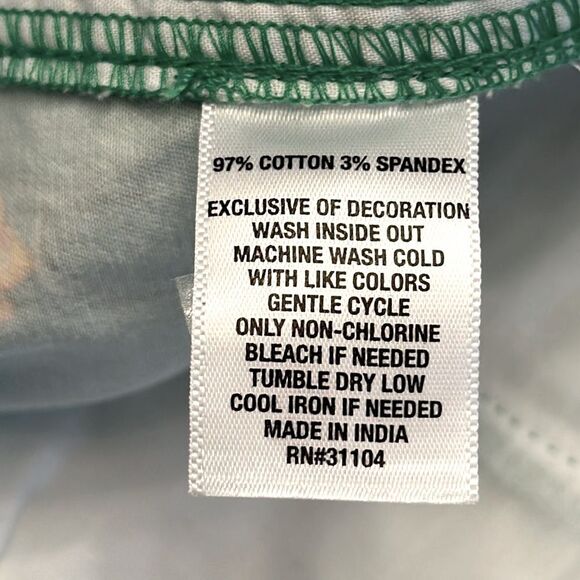 97% COTTON 3% SPANDEX
EXCLUSIVE OF DECORATION
WASH INSIDE OUT
MACHINE WASH COLD
WITH LIKE COLORS
GENTLE CYCLE
ONLY NON-CHLORINE
BLEACH IF NEEDED
TUMBLE DRY LOW
COOL IRON IF NEEDED
MADE IN INDIA
RN#31104